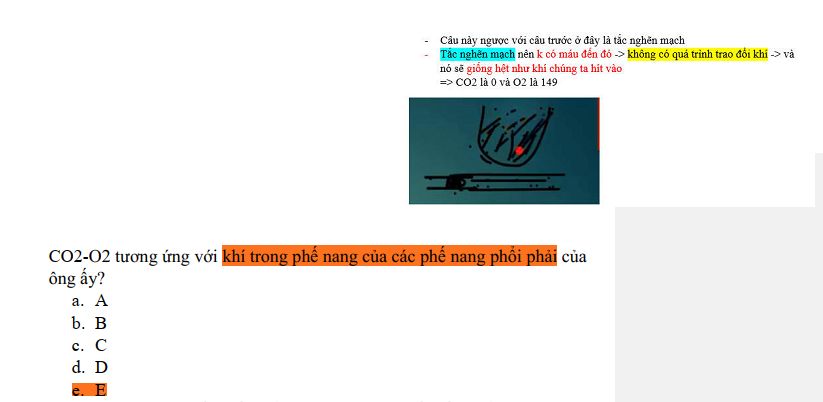 - Câu này ngược với câu trước ở đây là tắc nghẽn mạch
- Tắc nghẽn mạch nên k có máu đến đó -> không có quá trình trao đổi khí -> và
nó sẽ giống hệt như khí chúng ta hít vào
=> CO2 là 0 và O2 là 149
CO2-O2 tương ứng với khí trong phế nang của các phế nang phổi phải của
ông ấy?
a. A
b. B
c. C
d. D
e. E